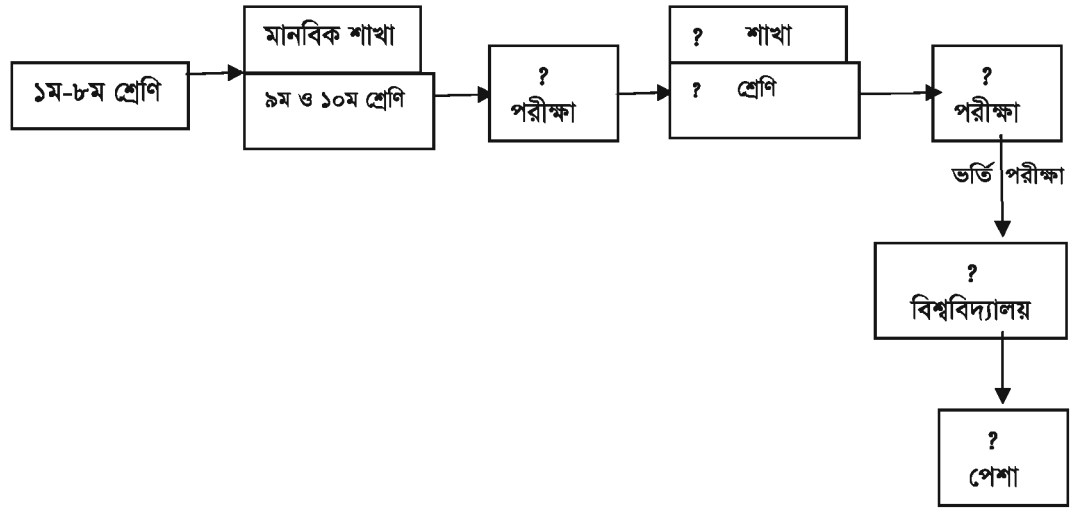 ১ম-৮ম শ্রেণি
মানবিক শাখা
৯ম ও ১০ম শ্রেণি
?
পরীক্ষা
? শাখা
? শ্রেণি
?
পরীক্ষা
ভর্তি পরীক্ষা
?
বিশ্ববিদ্যালয়
?
পেশা